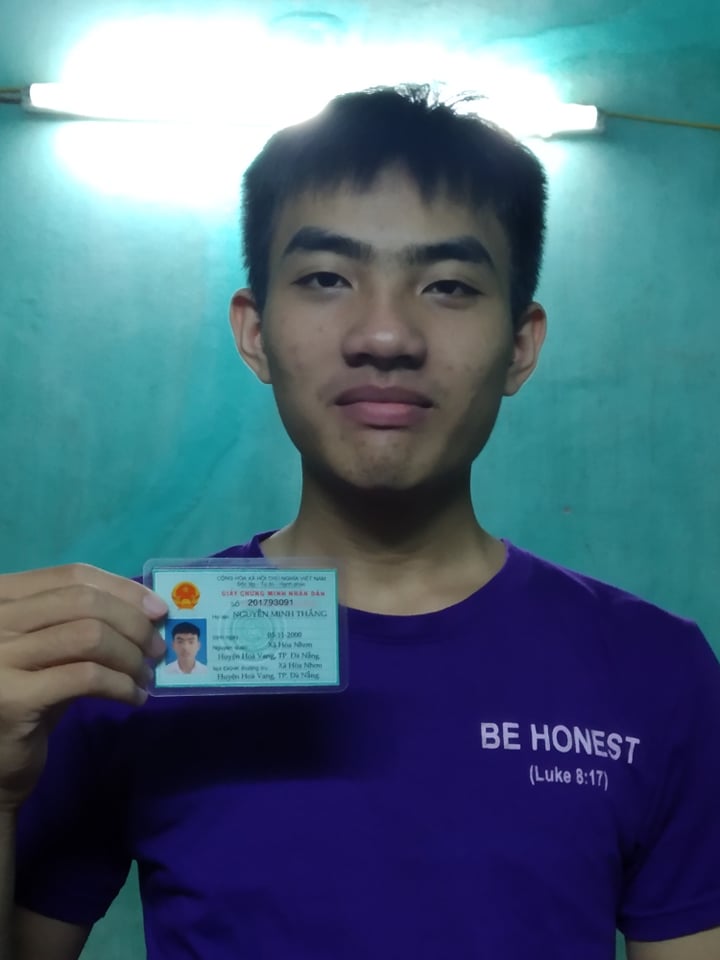 CỘNG HÒA XÃ HỘI CHỦ NGHĨA VIỆT NAM
Độc lập - Tự do - Hạnh phúc
GIẤY CHỨNG MINH NHÂN DÂN
SỐ 201793091
Họ tên NGUYỄN MINH THẮNG
Sinh ngày 05-11-2000
Nguyên quán Xã Hòa Nhơn
Huyện Hoà Vang, TP. Đà Nẵng.
Nơi ĐKHK thường trú Xã Hòa Nhơn
Huyện Hoà Vang, TP. Đà Nẵng.
BE HONEST
(Luke 8:17)